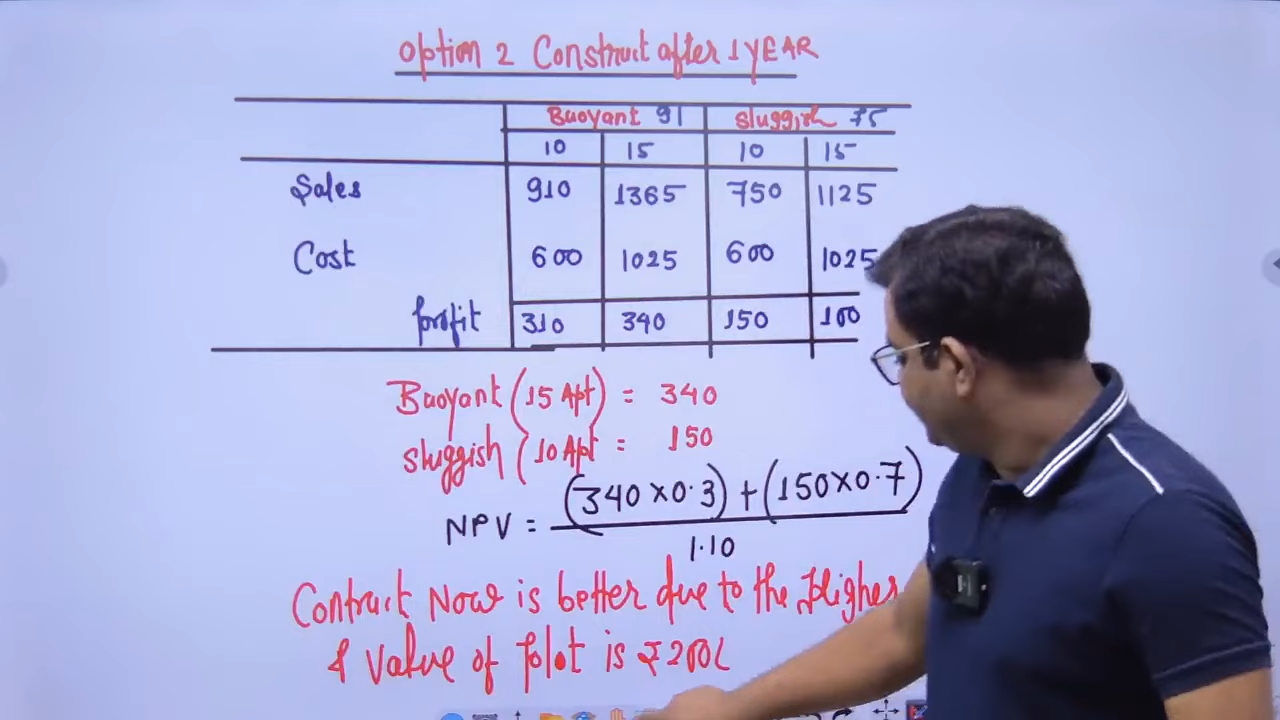 Option 2 Construct after 1 YEAR
Buoyant 91 Sluggish 75
10 15 10 15
Sales 910 1365 750 1125
Cost 600 1025 600 1025
Profit 310 340 150 100
Buoyant (15 Apt) = 340
Sluggish (10 Apt = 150
NPV = (340 × 0.3) + (150 × 0.7)
1.10
Contruct Now is better due to the Higher
& Value of Plot is ₹ 200L